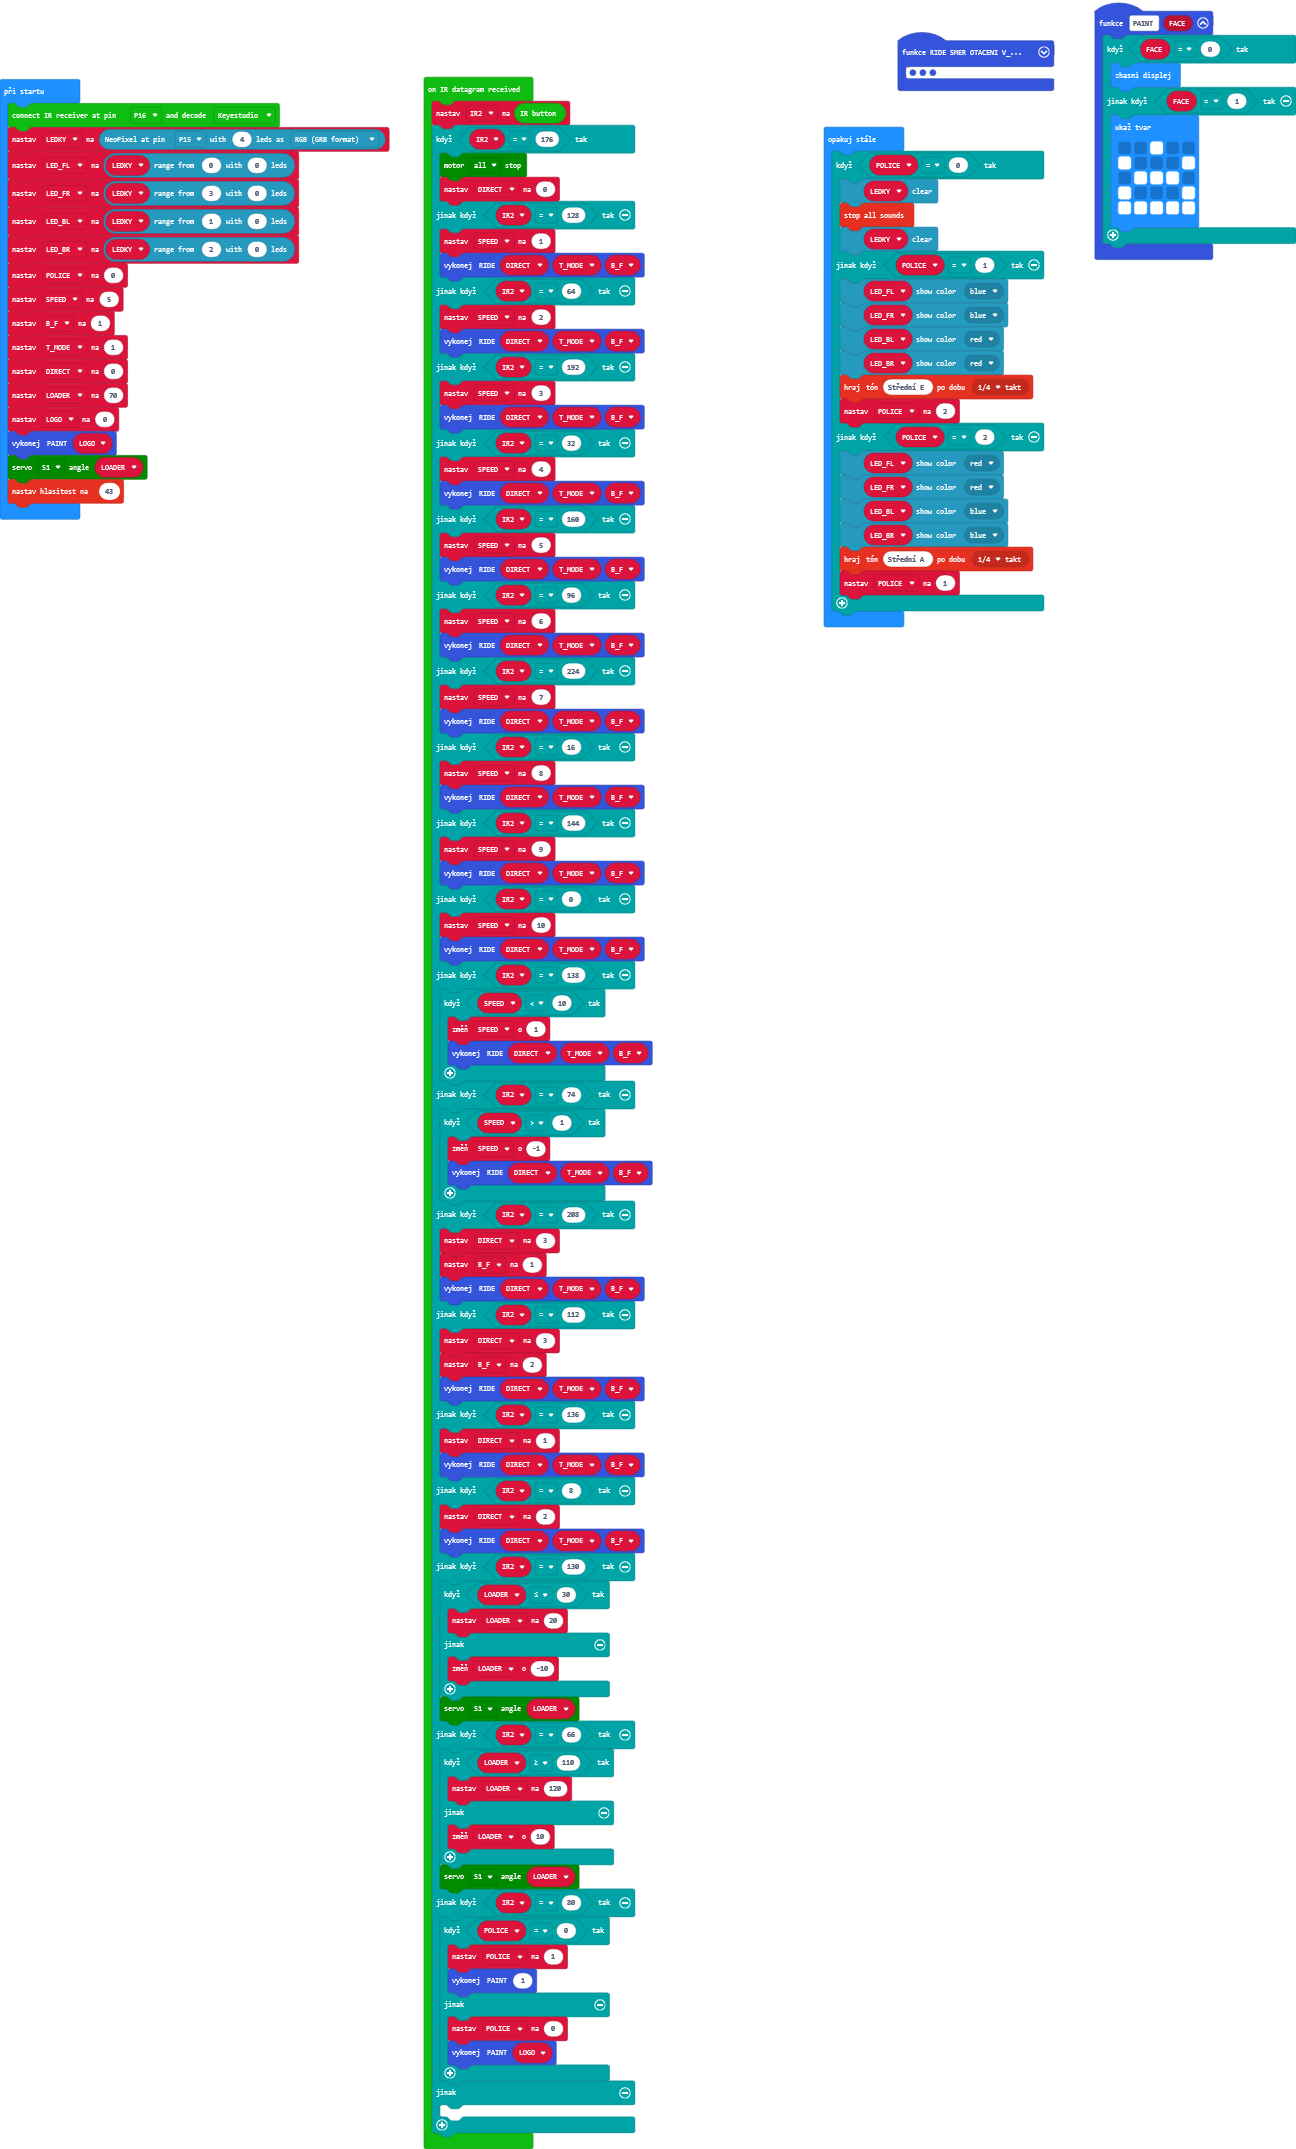 při startu
connect IR receiver at pin P16 and decode Keyestudio
nastav LEDKY na NeoPixel at pin P15 with 4 leds as RGB (GRB format)
nastav LED_FL na LEDKY range from 0 with 0 leds
nastav LED_FR na LEDKY range from 3 with 0 leds
nastav LED_BL na LEDKY range from 1 with 0 leds
nastav LED_BR na LEDKY range from 2 with 0 leds
nastav POLICE na 0
nastav SPEED na 5
nastav B_F na 1
nastav T_MODE na 1
nastav DIRECT na 0
nastav LOADER na 70
nastav LOGO na 0
vykonej PAINT LOGO
servo S1 angle LOADER
nastav hlasitost na 43
on IR datagram received
nastav IR2 na IR button
když IR2 = 176 tak
motor all stop
nastav DIRECT na 0
jinak když IR2 = 128 tak
nastav SPEED na 1
vykonej RIDE DIRECT T_MODE B_F
jinak když IR2 = 64 tak
nastav SPEED na 2
vykonej RIDE DIRECT T_MODE B_F
jinak když IR2 = 192 tak
nastav SPEED na 3
vykonej RIDE DIRECT T_MODE B_F
jinak když IR2 = 32 tak
nastav SPEED na 4
vykonej RIDE DIRECT T_MODE B_F
jinak když IR2 = 160 tak
nastav SPEED na 5
vykonej RIDE DIRECT T_MODE B_F
jinak když IR2 = 96 tak
nastav SPEED na 6
vykonej RIDE DIRECT T_MODE B_F
jinak když IR2 = 224 tak
nastav SPEED na 7
vykonej RIDE DIRECT T_MODE B_F
jinak když IR2 = 16 tak
nastav SPEED na 8
vykonej RIDE DIRECT T_MODE B_F
jinak když IR2 = 144 tak
nastav SPEED na 9
vykonej RIDE DIRECT T_MODE B_F
jinak když IR2 = 0 tak
nastav SPEED na 10
vykonej RIDE DIRECT T_MODE B_F
jinak když IR2 = 138 tak
když SPEED < 10 tak
změň SPEED o 1
vykonej RIDE DIRECT T_MODE B_F
jinak když IR2 = 74 tak
když SPEED > 1 tak
změň SPEED o -1
vykonej RIDE DIRECT T_MODE B_F
jinak když IR2 = 208 tak
nastav DIRECT na 3
nastav B_F na 1
vykonej RIDE DIRECT T_MODE B_F
jinak když IR2 = 112 tak
nastav DIRECT na 3
nastav B_F na 2
vykonej RIDE DIRECT T_MODE B_F
jinak když IR2 = 136 tak
nastav DIRECT na 1
vykonej RIDE DIRECT T_MODE B_F
jinak když IR2 = 8 tak
nastav DIRECT na 2
vykonej RIDE DIRECT T_MODE B_F
jinak když IR2 = 130 tak
když LOADER ≤ 30 tak
nastav LOADER na 20
jinak
změň LOADER o -10
servo S1 angle LOADER
jinak když IR2 = 66 tak
když LOADER ≥ 110 tak
nastav LOADER na 120
jinak
změň LOADER o 10
servo S1 angle LOADER
jinak když IR2 = 80 tak
když POLICE = 0 tak
nastav POLICE na 1
vykonej PAINT 1
jinak
nastav POLICE na 0
vykonej PAINT LOGO
jinak
funkce RIDE SMER OTACENI V_...
opakuj stále
když POLICE = 0 tak
LEDKY clear
stop all sounds
LEDKY clear
jinak když POLICE = 1 tak
LED_FL show color blue
LED_FR show color blue
LED_BL show color red
LED_BR show color red
hraj tón Střední E po dobu 1/4 takt
nastav POLICE na 2
jinak když POLICE = 2 tak
LED_FL show color red
LED_FR show color red
LED_BL show color blue
LED_BR show color blue
hraj tón Střední A po dobu 1/4 takt
nastav POLICE na 1
funkce PAINT FACE
když FACE = 0 tak
zhasni displej
jinak když FACE = 1 tak
ukaž tvar